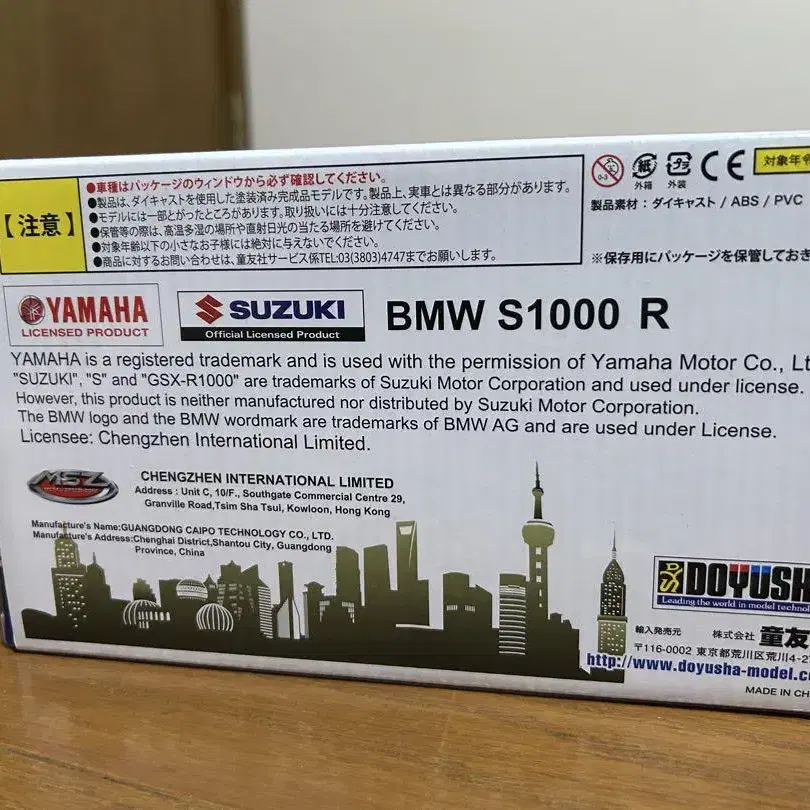 【注意】
●車種はパッケージのウィンドウから必ず確認してください。
●製品は、ダイキャストを使用した塗装済み完成品モデルです。製品上、実車とは異なる部分があります。
●モデルには一部とがったところがあります。取り扱いには十分注意してください。
●保管等の際は、高温多湿の場所や直射日光の当たる場所を避けてください。
●対象年齢以下の小さなお子様には絶対に与えないでください。
●商品に対するお問い合わせは、童友社サービス係TEL:03(3803)4747までお願いします。
0-3
紙
外箱
プラ
外装
CE
対象年令
製品素材：ダイキャスト / ABS / PVC
※保存用にパッケージを保管しておき
YAMAHA
LICENSED PRODUCT
SUZUKI
Official Licensed Product
BMW S1000 R
YAMAHA is a registered trademark and is used with the permission of Yamaha Motor Co., Lt
"SUZUKI", "S" and "GSX-R1000" are trademarks of Suzuki Motor Corporation and used under license.
However, this product is neither manufactured nor distributed by Suzuki Motor Corporation.
The BMW logo and the BMW wordmark are trademarks of BMW AG and are used under License.
Licensee: Chengzhen International Limited.
MSZ
CHENGZHEN INTERNATIONAL LIMITED
Address : Unit C, 10/F., Southgate Commercial Centre 29,
Granville Road,Tsim Sha Tsui, Kowloon, Hong Kong
Manufacture's Name:GUANGDONG CAIPO TECHNOLOGY CO., LTD.
Manufacture's Address:Chenghai District,Shantou City, Guangdong
Province, China
DOYUSHA
Leading the world in model technol
輸入発売元 株式会社 童友
〒116-0002 東京都荒川区荒川4-2
http://www.doyusha-model.c
MADE IN CH